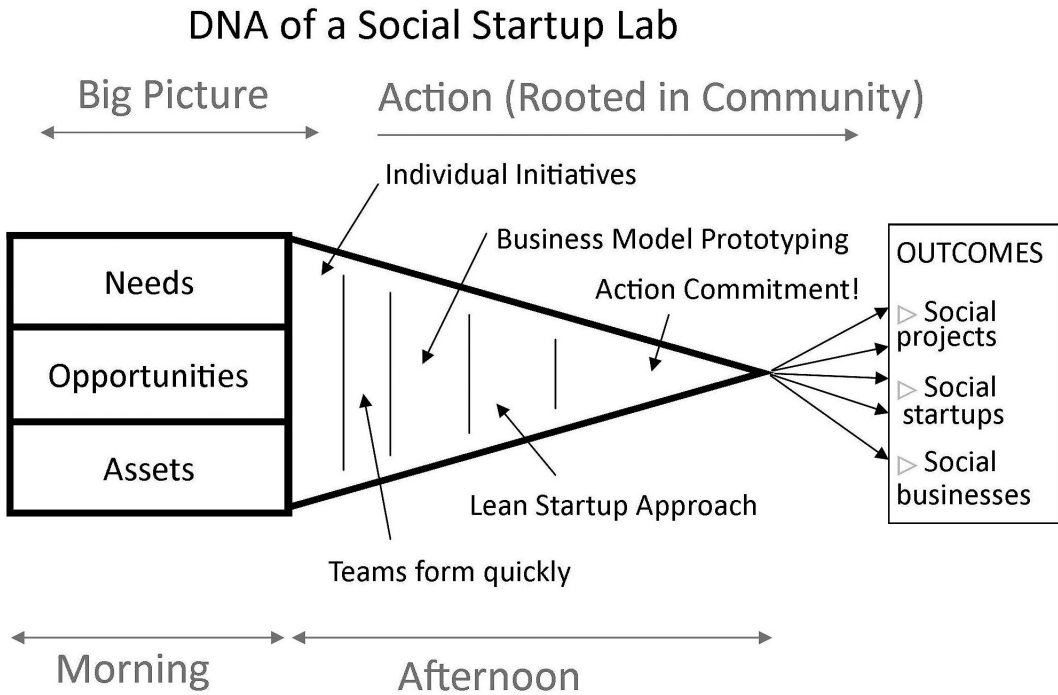 DNA of a Social Startup Lab
Big Picture
Action (Rooted in Community)
Individual Initiatives
Business Model Prototyping
Action Commitment!
Needs
Opportunities
Assets
Lean Startup Approach
Teams form quickly
OUTCOMES
Social
projects
Social
startups
Social
businesses
Morning
Afternoon